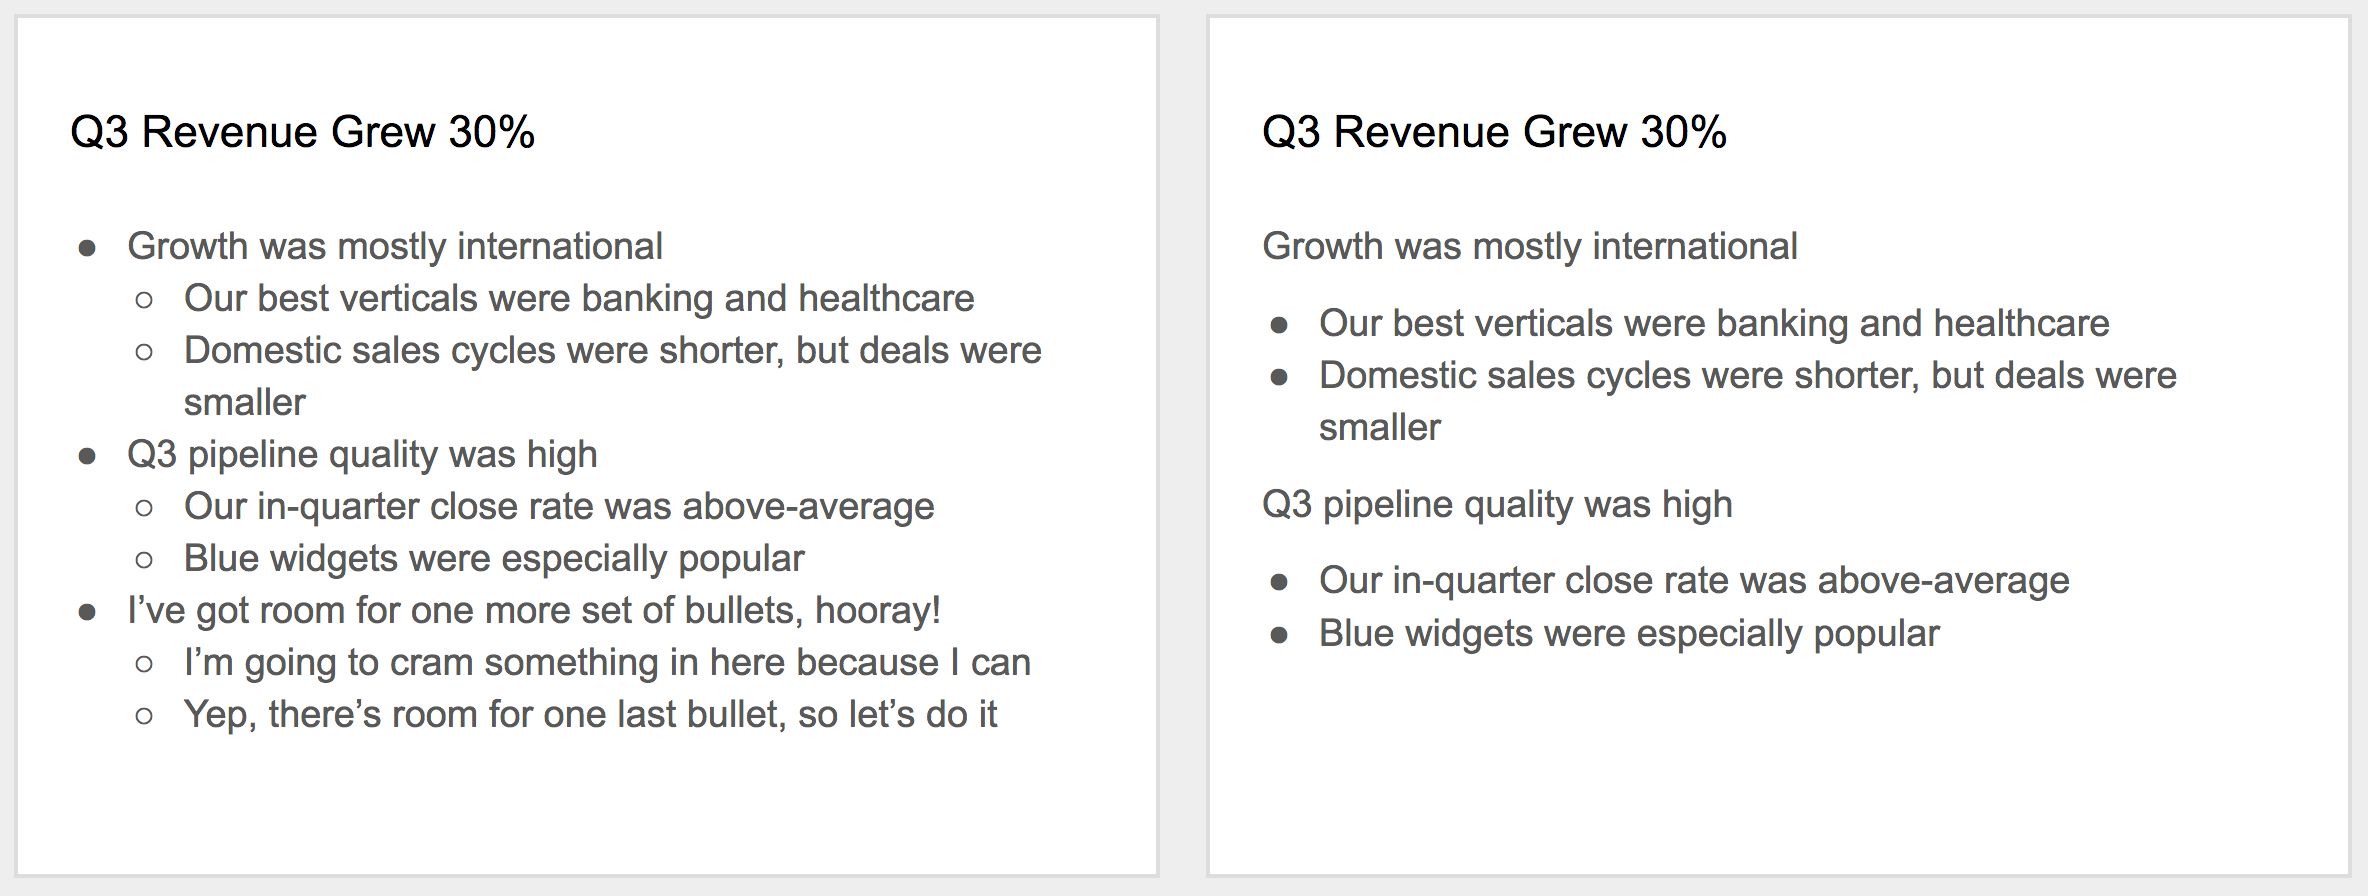 Q3 Revenue Grew 30%
● Growth was mostly international
○ Our best verticals were banking and healthcare
○ Domestic sales cycles were shorter, but deals were
smaller
● Q3 pipeline quality was high
○ Our in-quarter close rate was above-average
○ Blue widgets were especially popular
● I’ve got room for one more set of bullets, hooray!
○ I’m going to cram something in here because I can
○ Yep, there’s room for one last bullet, so let’s do it
Q3 Revenue Grew 30%
Growth was mostly international
● Our best verticals were banking and healthcare
● Domestic sales cycles were shorter, but deals were
smaller
Q3 pipeline quality was high
● Our in-quarter close rate was above-average
● Blue widgets were especially popular